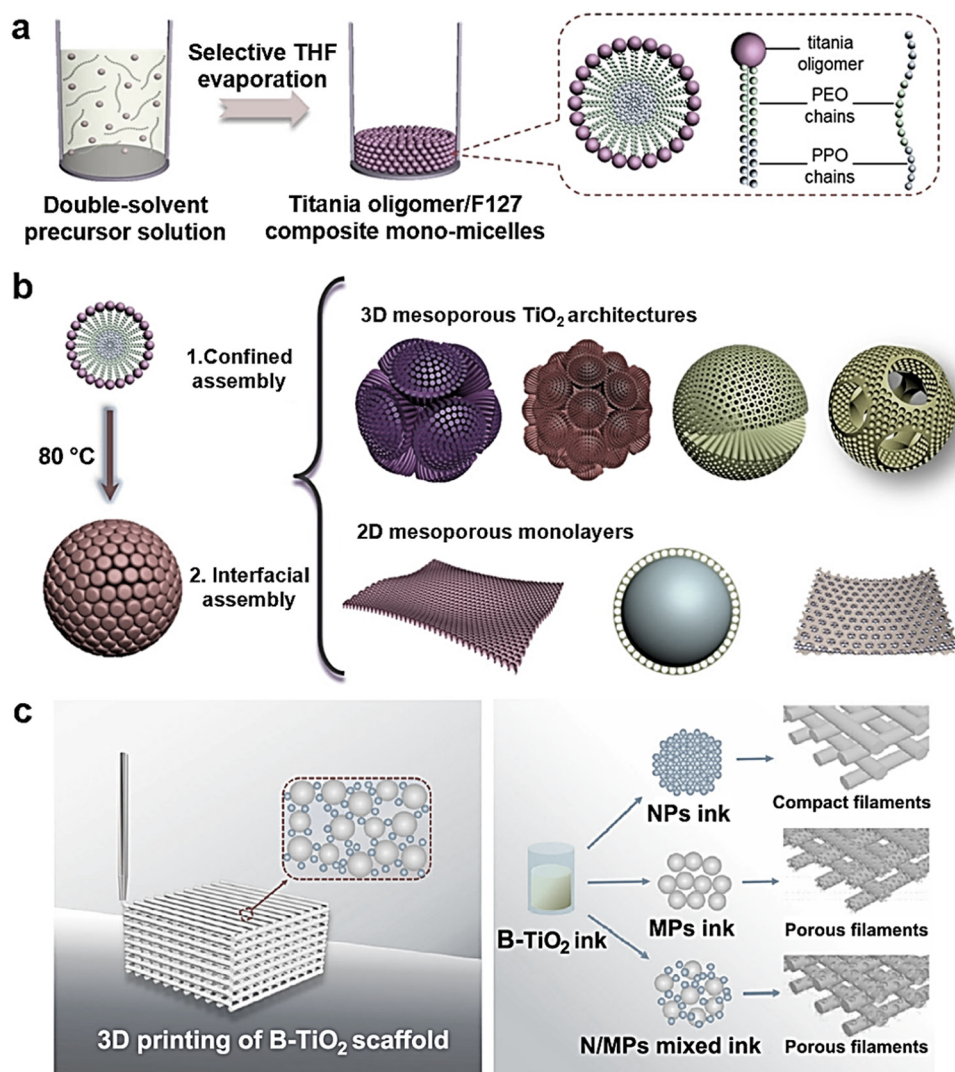 a
Selective THF
evaporation
Double-solvent
precursor solution
Titania oligomer/F127
composite mono-micelles
titania
oligomer
PEO
chains
PPO
chains
b
80 °C
1.Confined
assembly
2. Interfacial
assembly
3D mesoporous TiO₂ architectures
2D mesoporous monolayers
c
3D printing of B-TiO₂ scaffold
B-TiO₂ ink
NPs ink
Compact filaments
MPs ink
Porous filaments
N/MPs mixed ink
Porous filaments